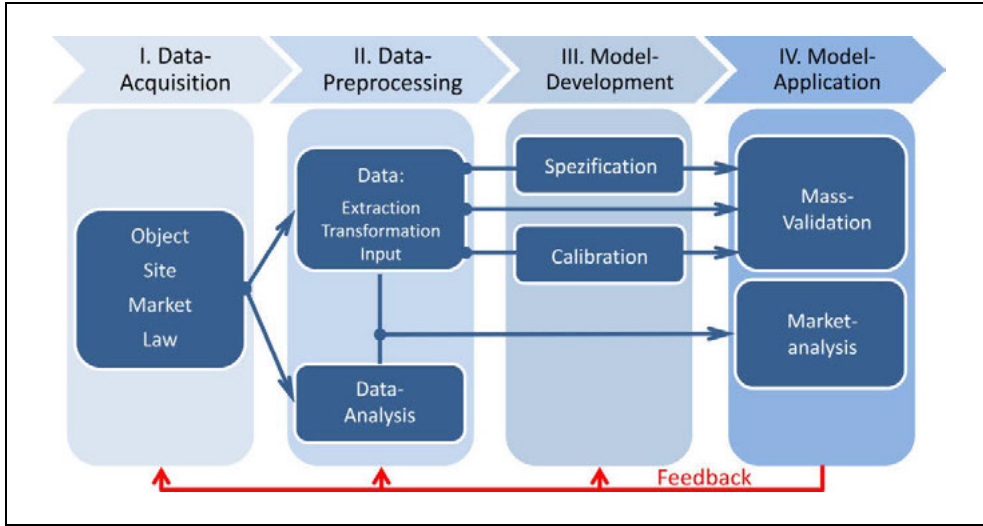 I. Data-
Acquisition
II. Data-
Preprocessing
III. Model-
Development
IV. Model-
Application
Object
Site
Market
Law
Data:
Extraction
Transformation
Input
Data-
Analysis
Spezification
Calibration
Mass-
Validation
Market-
analysis
Feedback